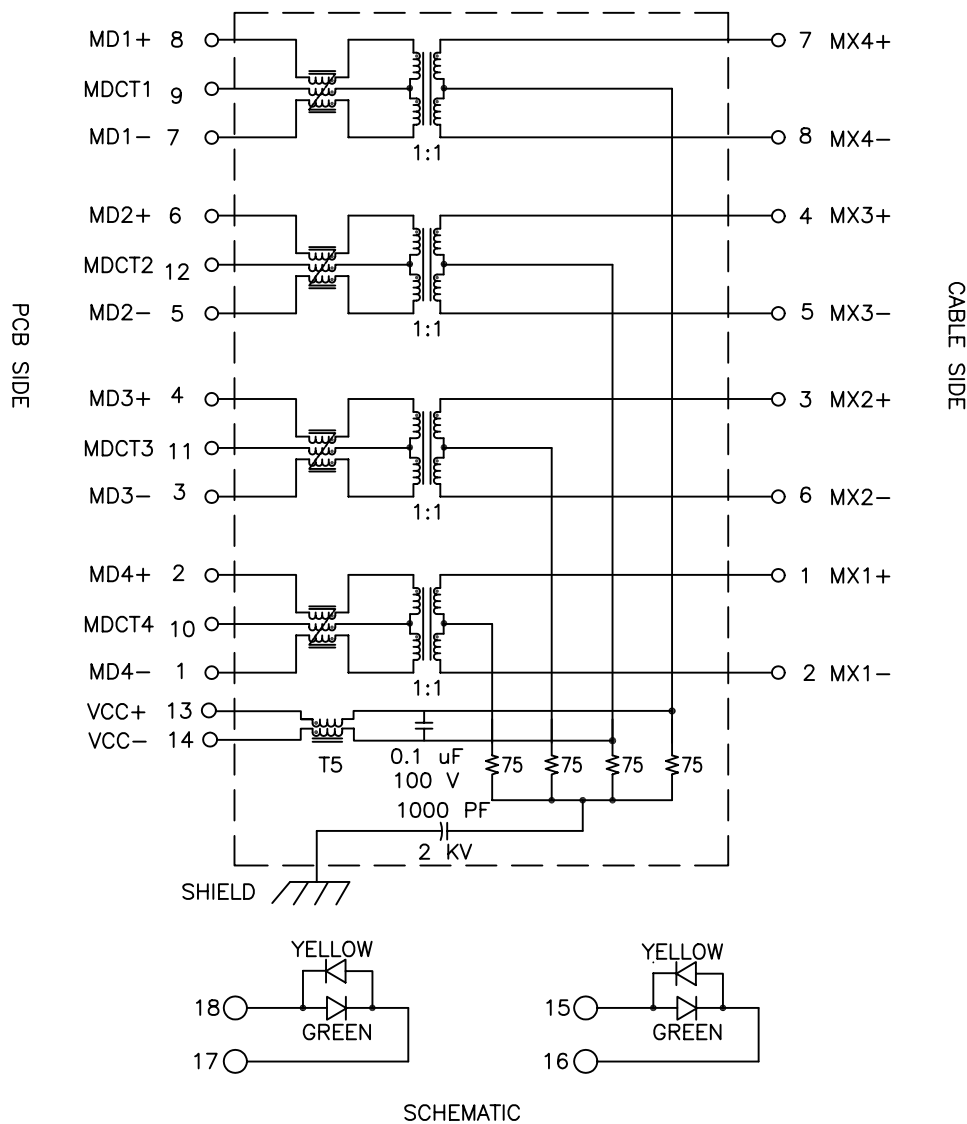 MD1+ 8
7 MX4+
MDCT1 9
MD1- 7
8 MX4-
1:1
MD2+ 6
4 MX3+
MDCT2 12
MD2- 5
5 MX3-
1:1
PCB SIDE
CABLE SIDE
MD3+ 4
3 MX2+
MDCT3 11
MD3- 3
6 MX2-
1:1
MD4+ 2
1 MX1+
MDCT4 10
MD4- 1
2 MX1-
1:1
VCC+ 13
VCC- 14
T5
0.1 uF
100 V
75 75 75 75
1000 PF
2 KV
SHIELD
YELLOW
18
GREEN
17
YELLOW
15
GREEN
16
SCHEMATIC